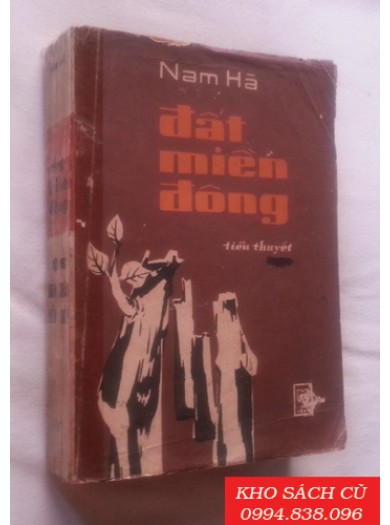 Nam Hà
đất
miền
đông
tiểu thuyết
KHO SÁCH CŨ
0994.838.096